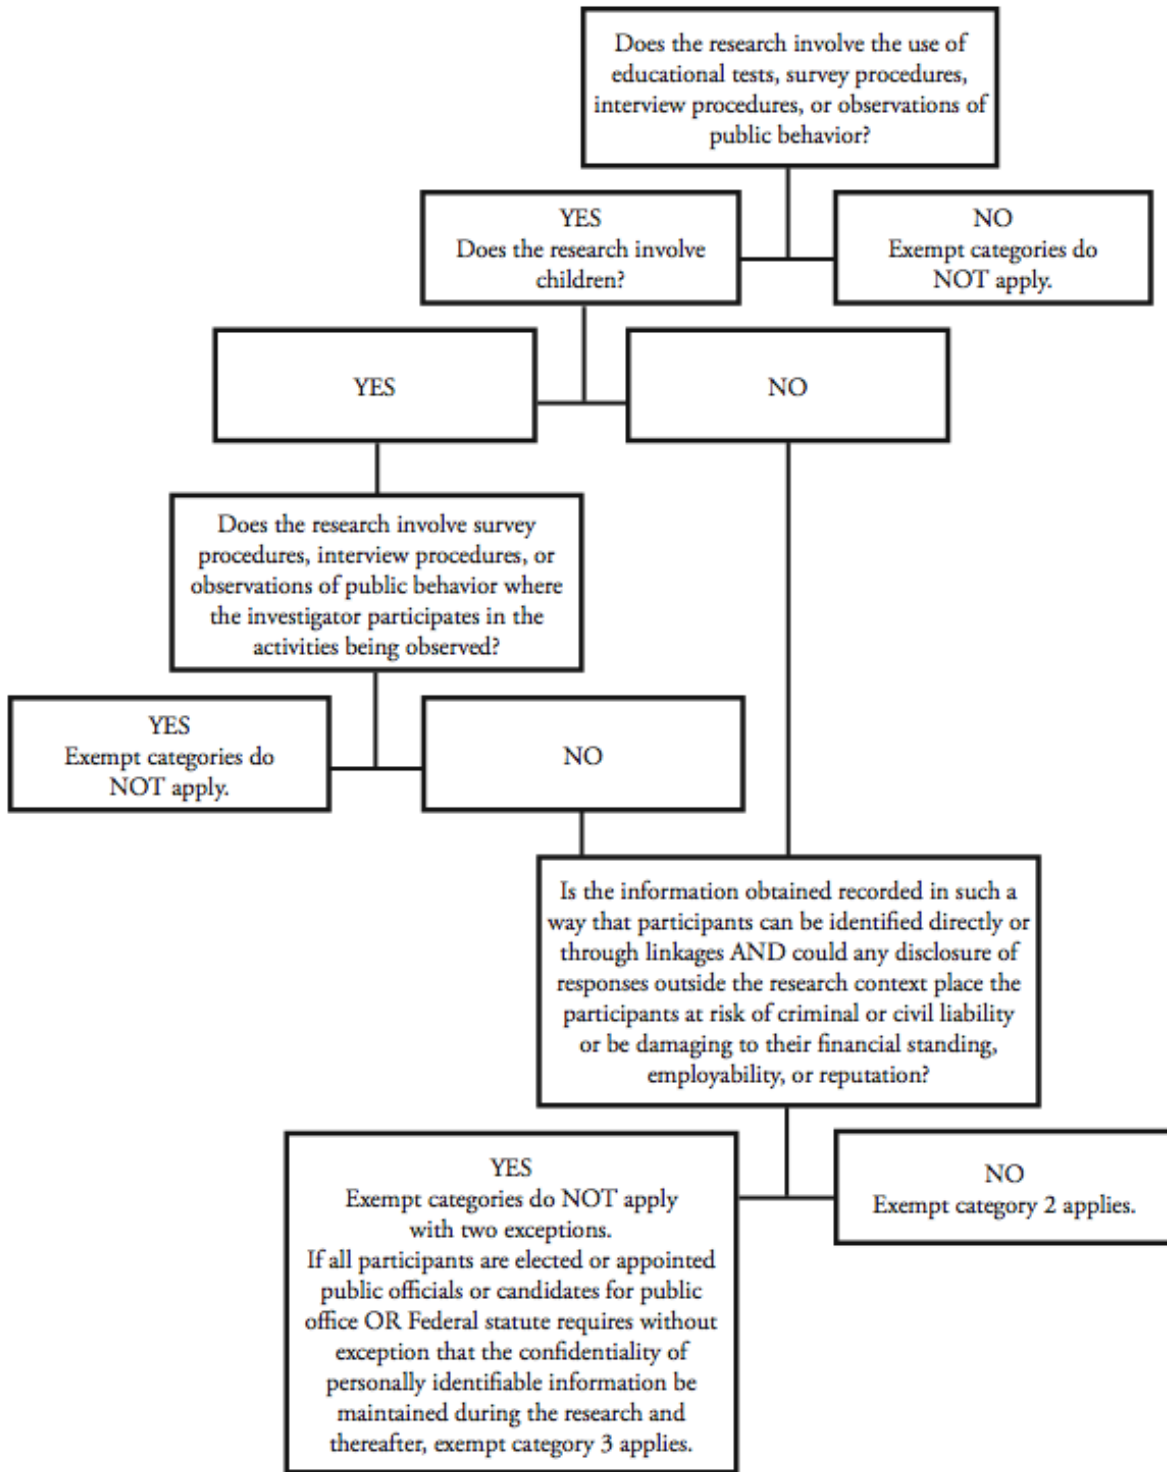 Does the research involve the use of
educational tests, survey procedures,
interview procedures, or observations of
public behavior?
YES
Does the research involve
children?
NO
Exempt categories do
NOT apply.
YES
NO
Does the research involve survey
procedures, interview procedures, or
observations of public behavior where
the investigator participates in the
activities being observed?
YES
Exempt categories do
NOT apply.
NO
Is the information obtained recorded in such a
way that participants can be identified directly or
through linkages AND could any disclosure of
responses outside the research context place the
participants at risk of criminal or civil liability
or be damaging to their financial standing,
employability, or reputation?
YES
Exempt categories do NOT apply
with two exceptions.
If all participants are elected or appointed
public officials or candidates for public
office OR Federal statute requires without
exception that the confidentiality of
personally identifiable information be
maintained during the research and
thereafter, exempt category 3 applies.
NO
Exempt category 2 applies.